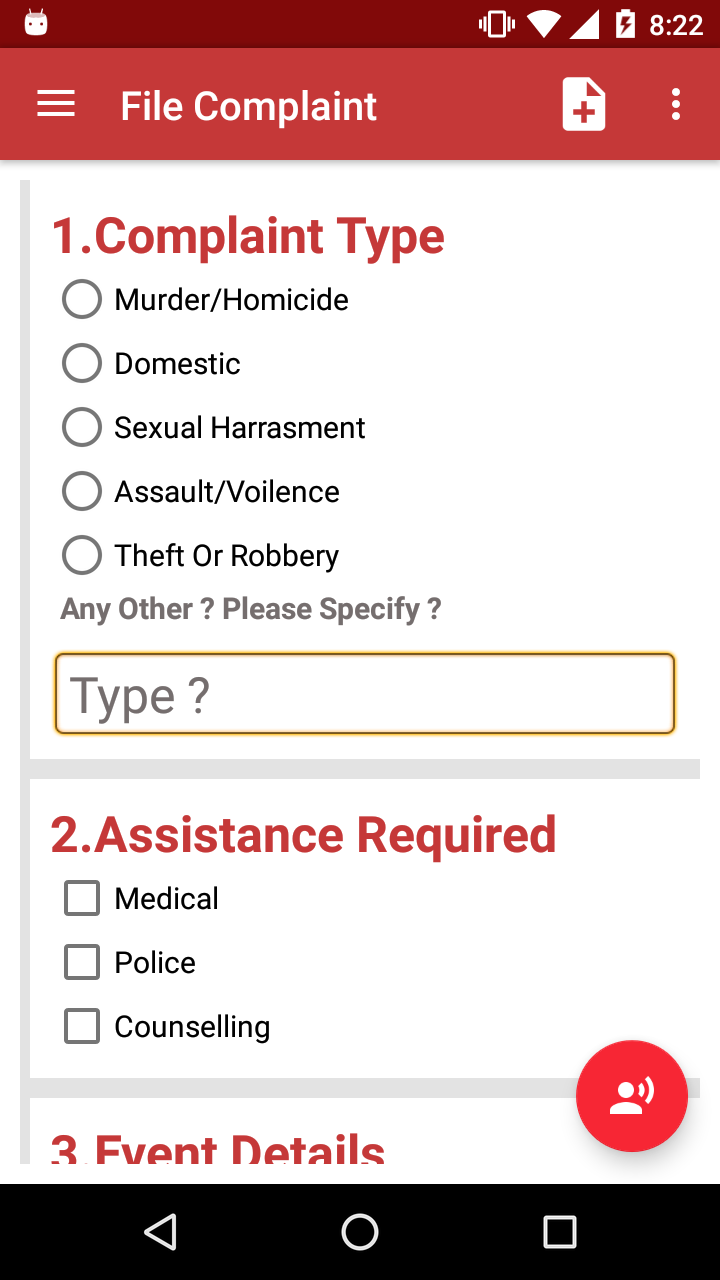 8:22
File Complaint
1.Complaint Type
Murder/Homicide
Domestic
Sexual Harrasment
Assault/Voilence
Theft Or Robbery
Any Other ? Please Specify ?
Type ?
2.Assistance Required
Medical
Police
Counselling
3.Event Details